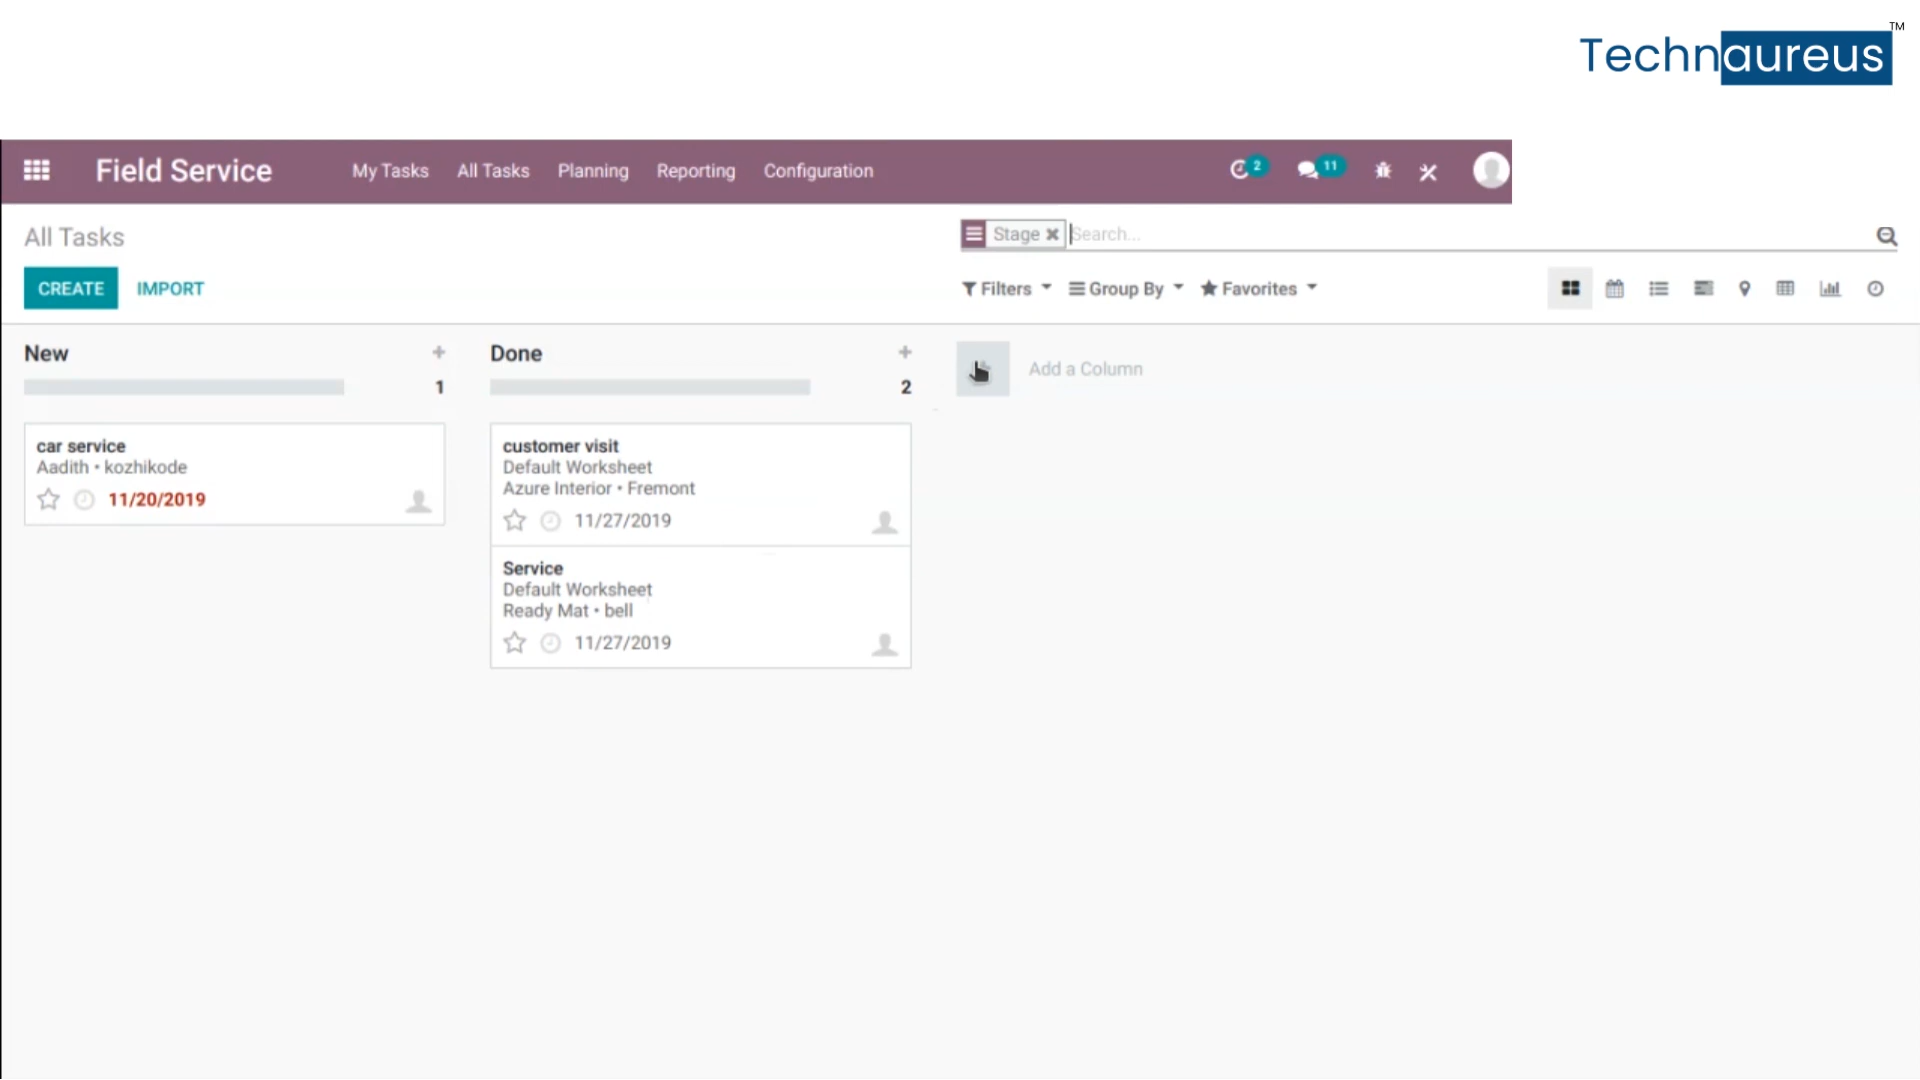 Technaureus™
Field Service My Tasks All Tasks Planning Reporting Configuration 2 11
All Tasks
Stage Search...
CREATE IMPORT
Filters Group By Favorites
New
1
Done
2
Add a Column
car service
Aadith • kozhikode
11/20/2019
customer visit
Default Worksheet
Azure Interior • Fremont
11/27/2019
Service
Default Worksheet
Ready Mat • bell
11/27/2019